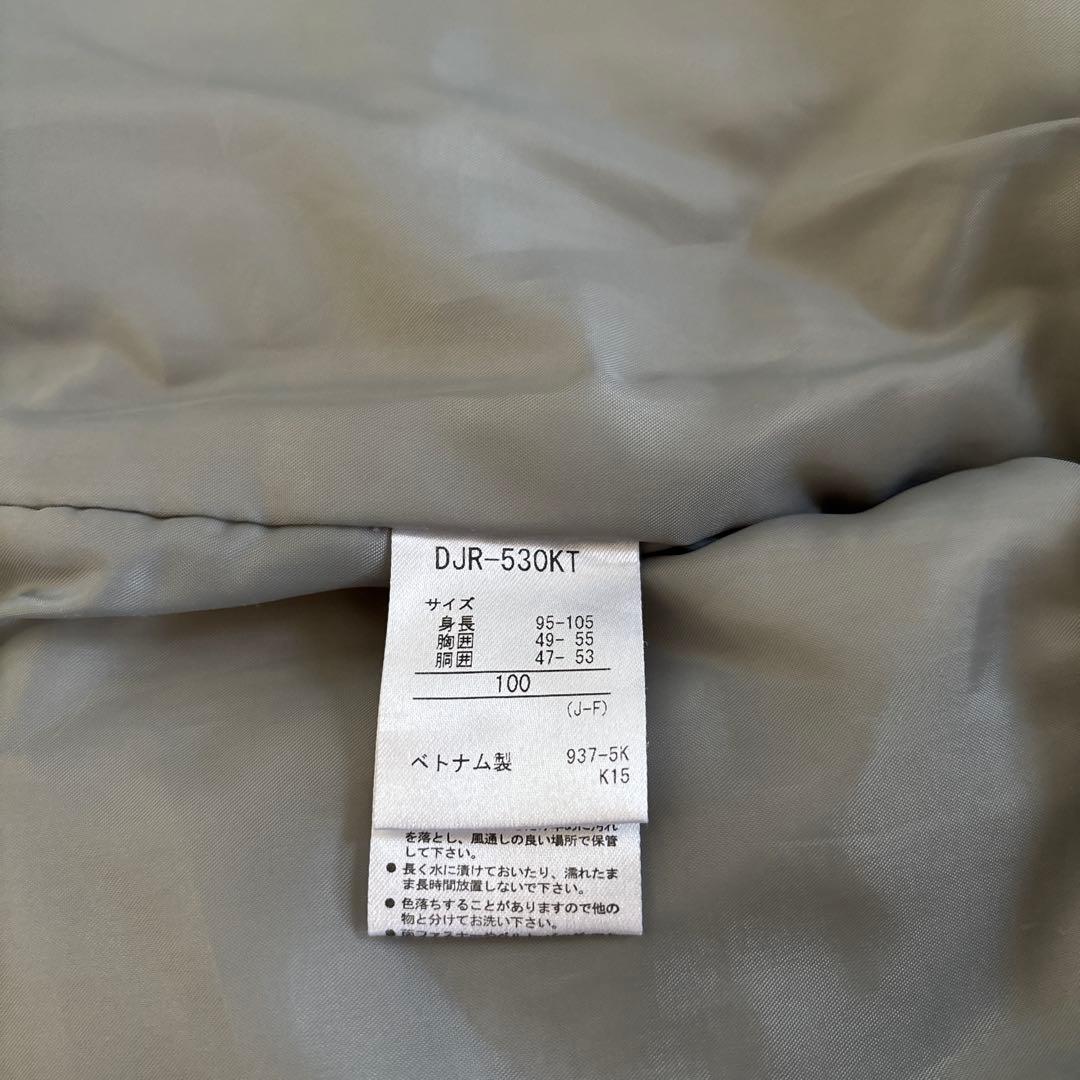 DJR-530KT
サイズ
身長 95-105
胸囲 49- 55
胴囲 47- 53
100
(J-F)
ベトナム製 937-5K
K15
を落とし、風通しの良い場所で保管
して下さい。
● 長く水に漬けておいたり、濡れたま
ま長時間放置しないで下さい。
● 色落ちすることがありますので他の
物と分けてお洗い下さい。